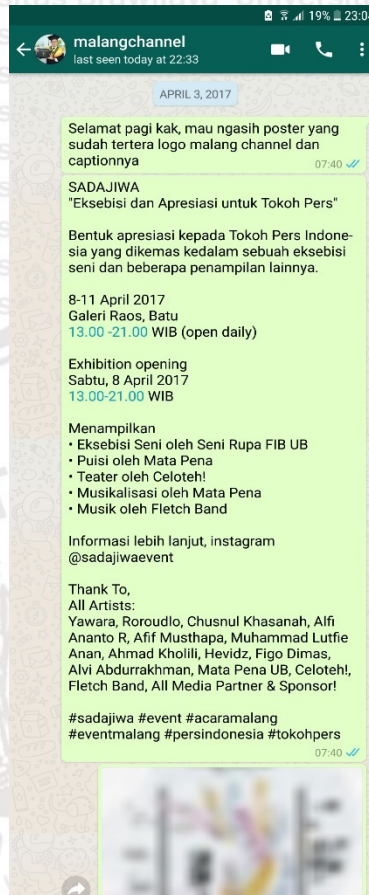 19% 23:04
malangchannel
last seen today at 22:33
APRIL 3, 2017
Selamat pagi kak, mau ngasih poster yang
sudah tertera logo malang channel dan
captionnya
07:40
SADAJIWA
"Eksebisi dan Apresiasi untuk Tokoh Pers"
Bentuk apresiasi kepada Tokoh Pers Indone-
sia yang dikemas kedalam sebuah eksebisi
seni dan beberapa penampilan lainnya.
8-11 April 2017
Galeri Raos, Batu
13.00 -21.00 WIB (open daily)
Exhibition opening
Sabtu, 8 April 2017
13.00-21.00 WIB
Menampilkan
• Eksebisi Seni oleh Seni Rupa FIB UB
• Puisi oleh Mata Pena
• Teater oleh Celoteh!
• Musikalisasi oleh Mata Pena
• Musik oleh Fletch Band
Informasi lebih lanjut, instagram
@sadajiwaevent
Thank To,
All Artists:
Yawara, Roroudlo, Chusnul Khasanah, Alfi
Ananto R, Afif Musthapa, Muhammad Lutfie
Anan, Ahmad Kholili, Hevidz, Figo Dimas,
Alvi Abdurrakhman, Mata Pena UB, Celoteh!,
Fletch Band, All Media Partner & Sponsor!
#sadajiwa #event #acaramalang
#eventmalang #persindonesia #tokohpers
07:40